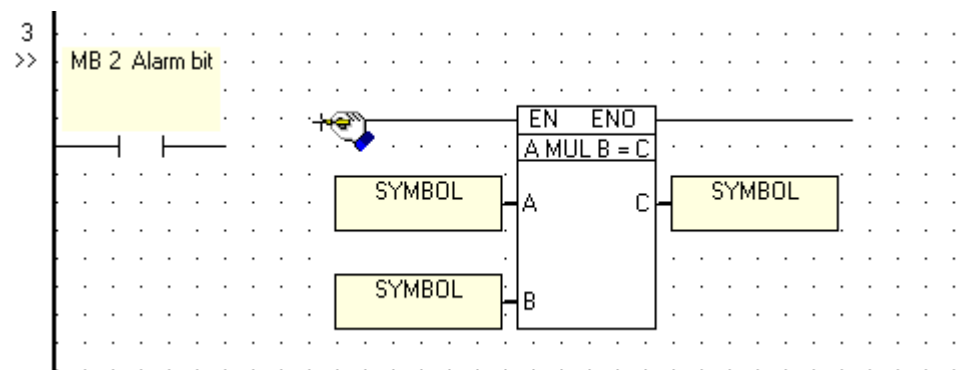 3
>>
MB 2 Alarm bit
EN ENO
A MUL B = C
SYMBOL
A
C
SYMBOL
SYMBOL
B